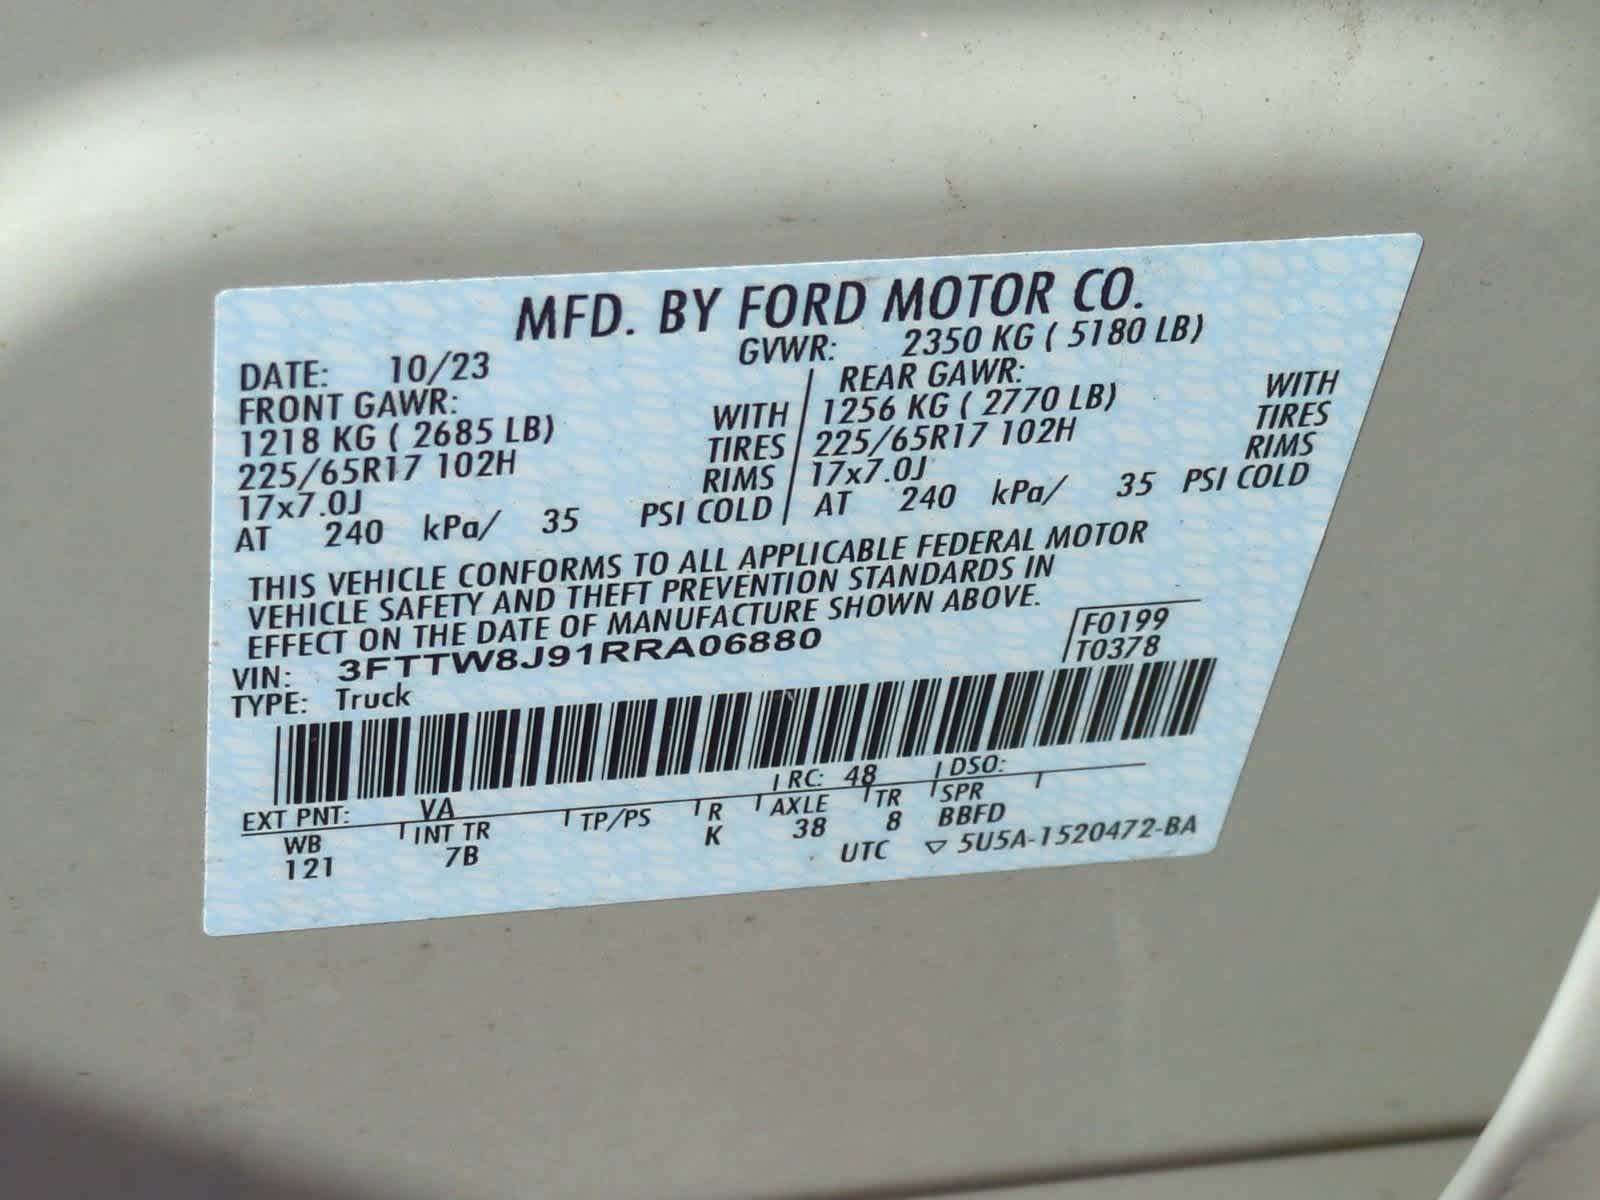 MFD. BY FORD MOTOR CO.
DATE: 10/23 GVWR: 2350 KG ( 5180 LB)
FRONT GAWR: REAR GAWR:
1218 KG ( 2685 LB) WITH 1256 KG ( 2770 LB) WITH
225/65R17 102H TIRES 225/65R17 102H TIRES
17x7.0J RIMS 17x7.0J RIMS
AT 240 kPa/ 35 PSI COLD AT 240 kPa/ 35 PSI COLD
THIS VEHICLE CONFORMS TO ALL APPLICABLE FEDERAL MOTOR
VEHICLE SAFETY AND THEFT PREVENTION STANDARDS IN
EFFECT ON THE DATE OF MANUFACTURE SHOWN ABOVE.
VIN: 3FTTW8J91RRA06880 F0199
TYPE: Truck T0378
EXT PNT: VA RC: 48 DSO:
WB INT TR TP/PS R AXLE TR SPR
121 7B K 38 8 BBFD
UTC ▽ 5U5A-1520472-BA